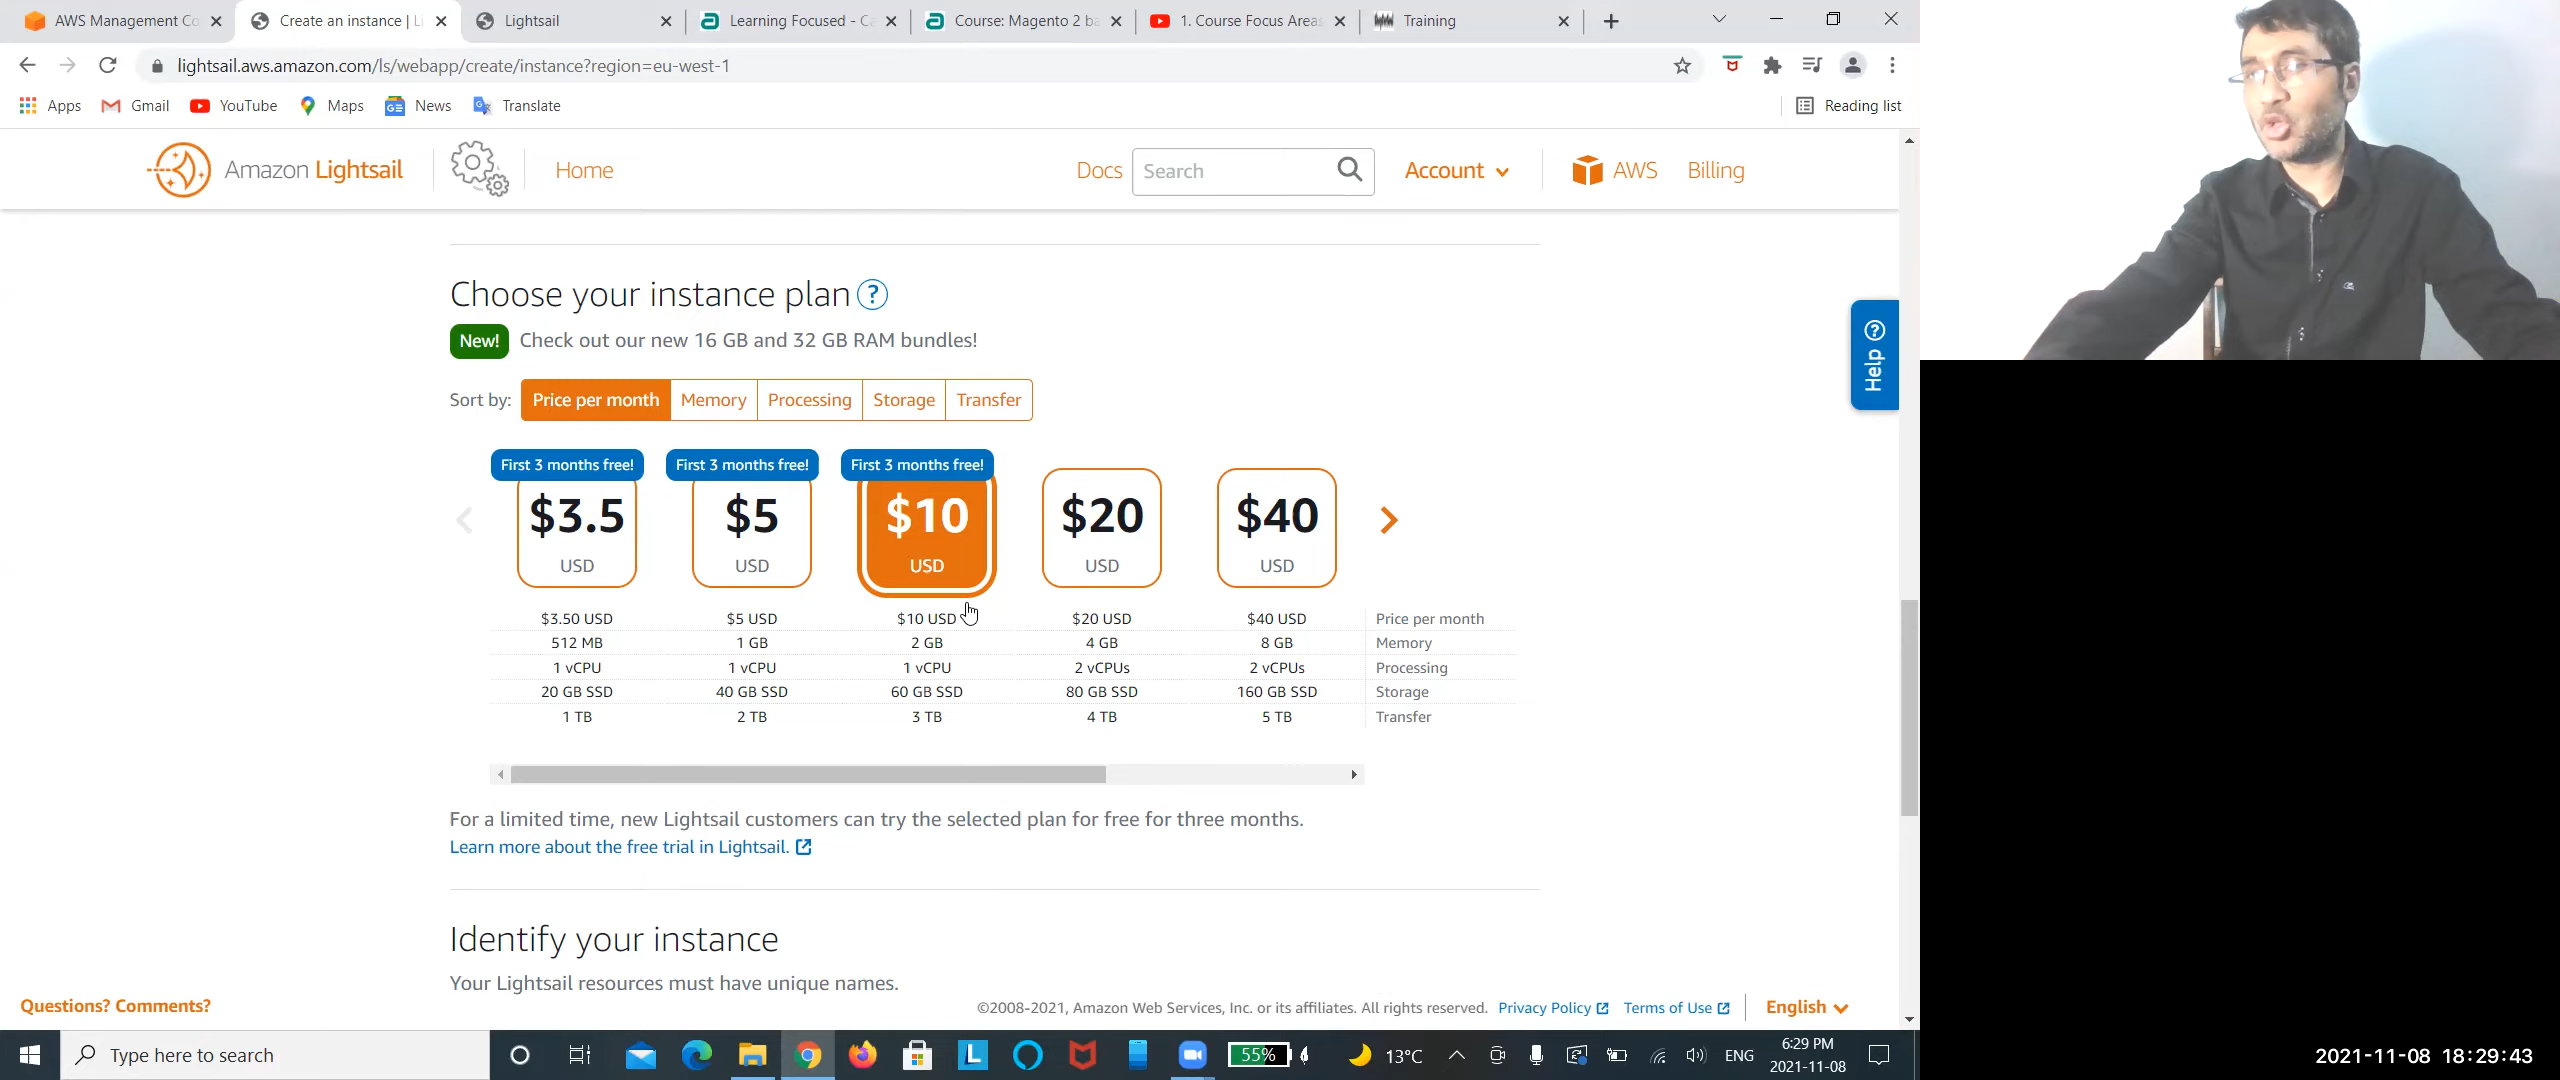 AWS Management Co
Create an instance | Li
Lightsail
Learning Focused - Ca
Course: Magento 2 ba
1. Course Focus Areas
Training
lightsail.aws.amazon.com/ls/webapp/create/instance?region=eu-west-1
Apps
Gmail
YouTube
Maps
News
Translate
Reading list
Amazon Lightsail
Home
Docs
Search
Account
AWS
Billing
Choose your instance plan ?
New! Check out our new 16 GB and 32 GB RAM bundles!
Sort by: Price per month Memory Processing Storage Transfer
First 3 months free! First 3 months free! First 3 months free!
$3.5 $5 $10 $20 $40
USD USD USD USD USD
$3.50 USD $5 USD $10 USD $20 USD $40 USD Price per month
512 MB 1 GB 2 GB 4 GB 8 GB Memory
1 vCPU 1 vCPU 1 vCPU 2 vCPUs 2 vCPUs Processing
20 GB SSD 40 GB SSD 60 GB SSD 80 GB SSD 160 GB SSD Storage
1 TB 2 TB 3 TB 4 TB 5 TB Transfer
Help ?
For a limited time, new Lightsail customers can try the selected plan for free for three months.
Learn more about the free trial in Lightsail.
Identify your instance
Your Lightsail resources must have unique names.
Questions? Comments?
©2008-2021, Amazon Web Services, Inc. or its affiliates. All rights reserved. Privacy Policy Terms of Use English
Type here to search
L
55%
13°C
ENG
6:29 PM
2021-11-08
2021-11-08 18:29:43